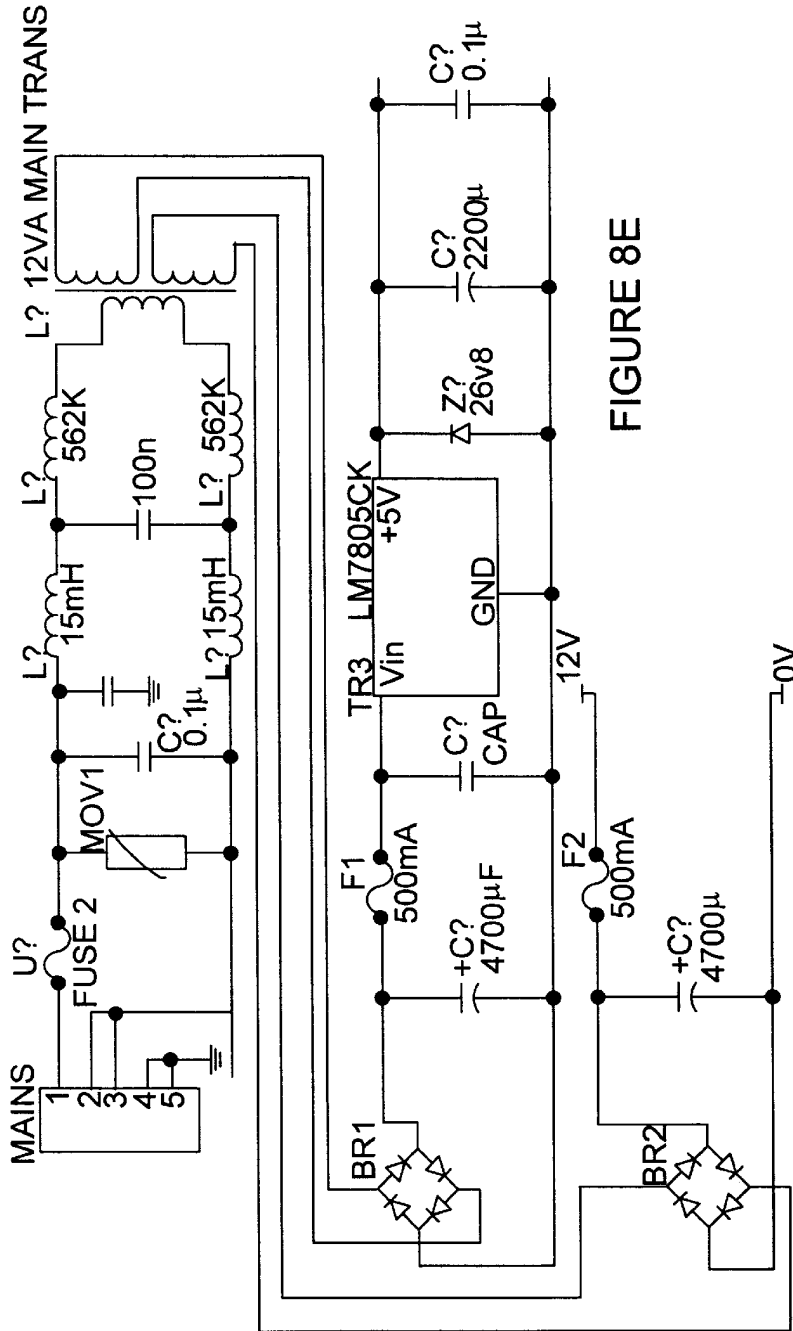 MAINS
1
2
3
4
5
U?
FUSE 2
MOV1
C?
0.1μ
L?
15mH
L?
15mH
100n
L?
562K
L?
562K
L? 12VA MAIN TRANS
BR1
+C?
4700μF
F1
500mA
C?
CAP
TR3
LM7805CK
Vin
+5V
GND
Z?
26v8
C?
2200μ
C?
0.1μ
BR2
+C?
4700μ
F2
500mA
12V
0V
FIGURE 8E